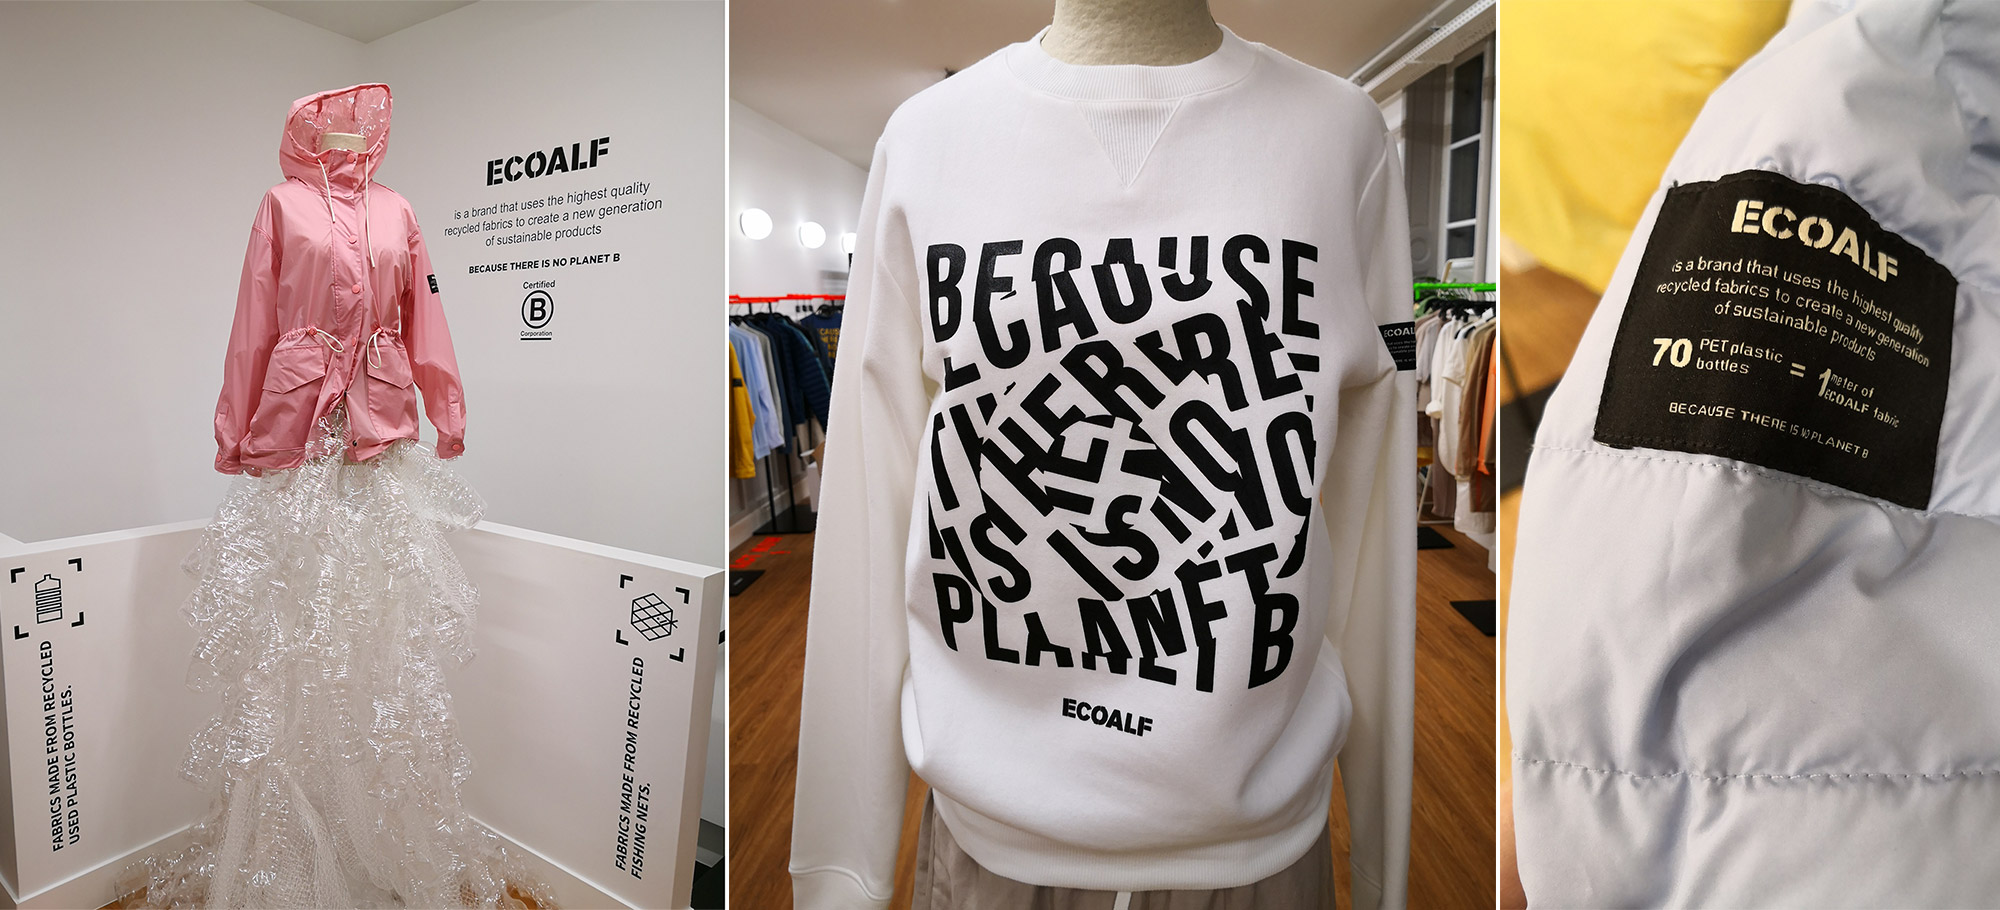 ECOALF
is a brand that uses the highest quality
recycled fabrics to create a new generation
of sustainable products
BECAUSE THERE IS NO PLANET B
Certified
B
Corporation
FABRICS MADE FROM RECYCLED
USED PLASTIC BOTTLES.
FABRICS MADE FROM RECYCLED
FISHING NETS.
BECAUSE
THERE
IS NO
PLANET B
ECOALF
ECOALF
is a brand that uses the highest quality
recycled fabrics to create a new generation
of sustainable products
70 PET plastic bottles = 1 meter of ECOALF fabric
BECAUSE THERE IS NO PLANET B